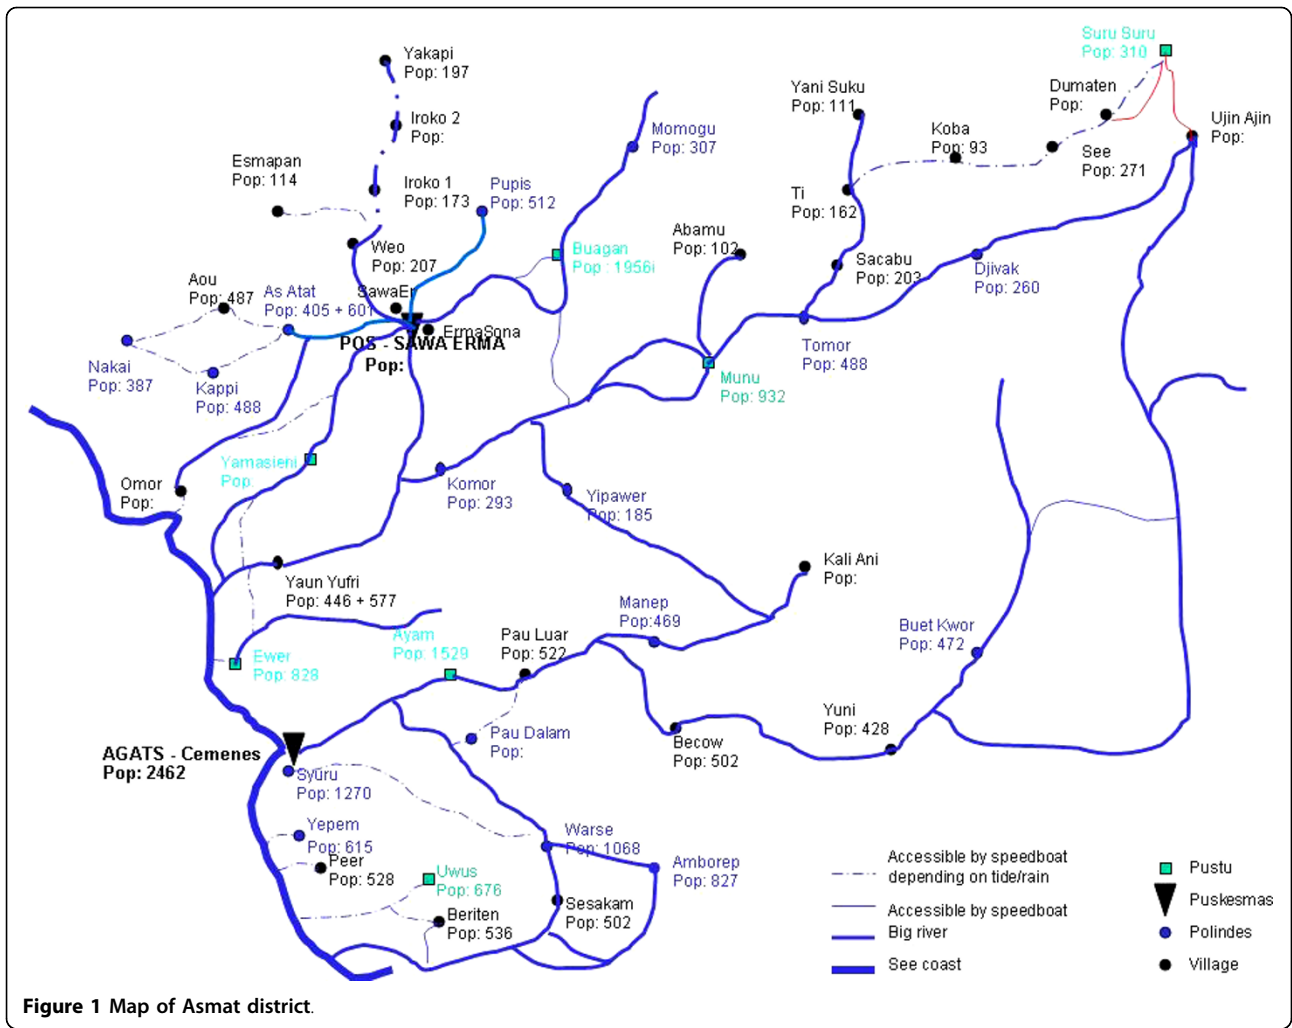 Yakapi
Pop: 197
Suru Suru
Pop: 310
Iroko 2
Pop:
Yani Suku
Pop: 111
Dumaten
Pop:
Momogu
Pop: 307
Koba
Pop: 93
Ujin Ajin
Pop:
Esmapan
Pop: 114
See
Pop: 271
Iroko 1
Pop: 173
Pupis
Pop: 512
Ti
Pop: 162
Abamu
Pop: 102
Weo
Pop: 207
Buagan
Pop : 1956i
Sacabu
Pop: 203
Djivak
Pop: 260
Aou
Pop: 487
As Atat
Pop: 405 + 601
SawaEr
ErmaSona
POS - SAWA ERMA
Pop:
Tomor
Pop: 488
Nakai
Pop: 387
Kappi
Pop: 488
Munu
Pop: 932
Yamasieni
Pop
Omor
Pop:
Komor
Pop: 293
Yipawer
Pop: 185
Kali Ani
Pop:
Yaun Yufri
Pop: 446 + 577
Manep
Pop:469
Buet Kwor
Pop: 472
Ayam
Pop: 1529
Pau Luar
Pop: 522
Ewer
Pop: 828
Yuni
Pop: 428
Pau Dalam
Pop:
Becow
Pop: 502
AGATS - Cemenes
Pop: 2462
Syuru
Pop: 1270
Yepem
Pop: 615
Warse
Pop: 1068
Peer
Pop: 528
Uwus
Pop: 676
Amborep
Pop: 827
Beriten
Pop: 536
Sesakam
Pop: 502
Accessible by speedboat
depending on tide/rain
Accessible by speedboat
Big river
See coast
Pustu
Puskesmas
Polindes
Village
Figure 1 Map of Asmat district.